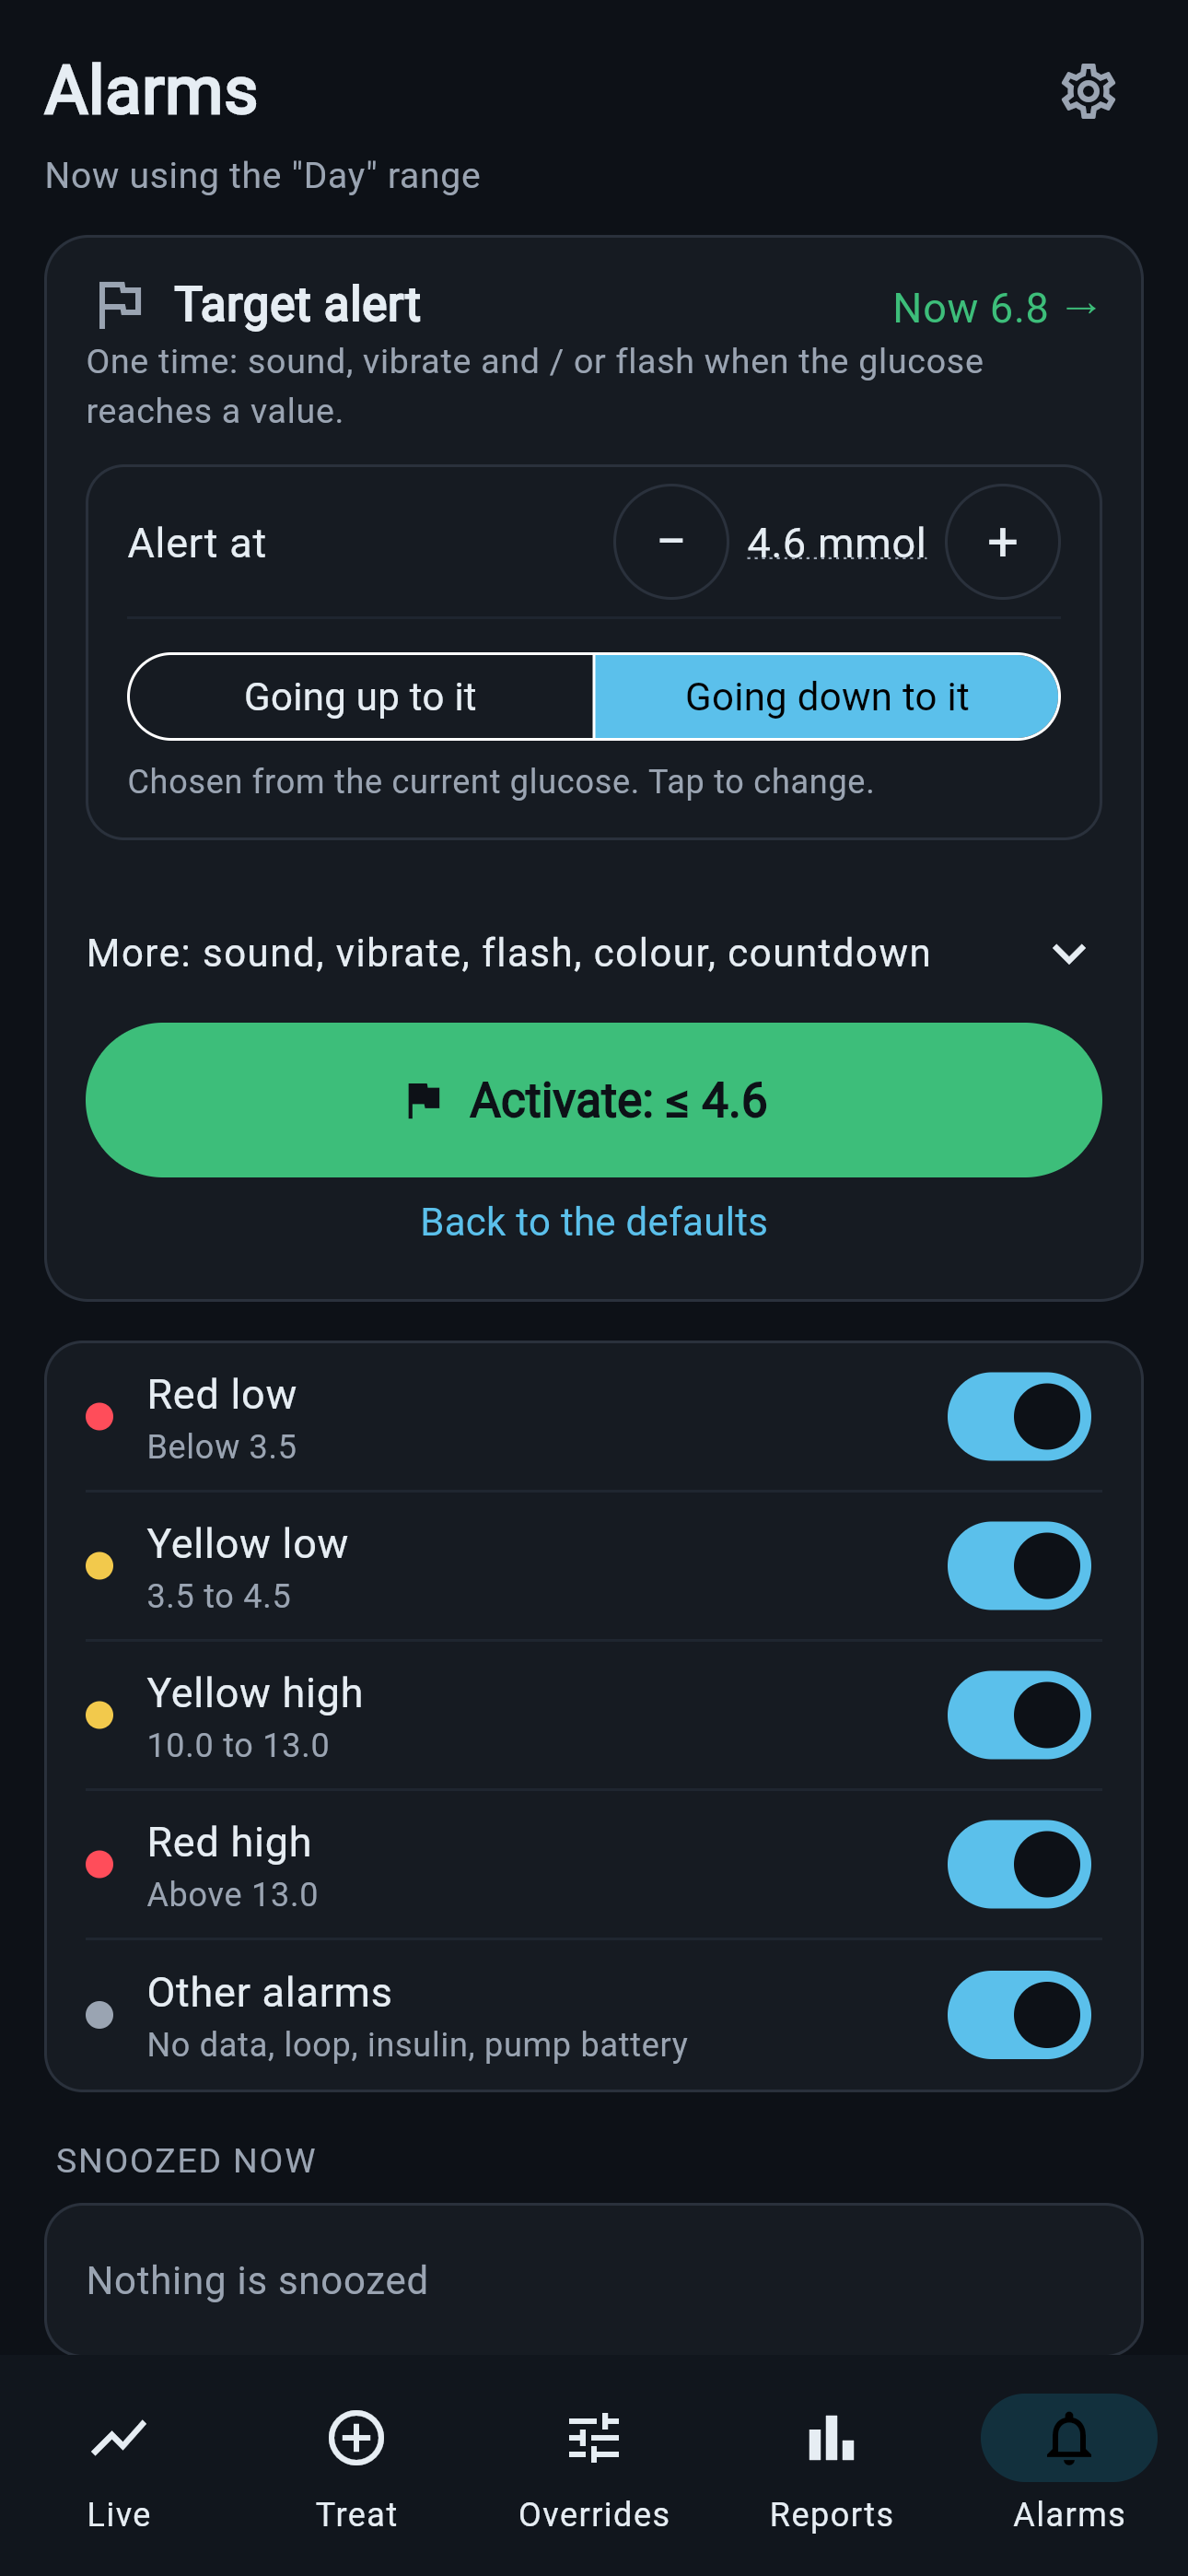 Alarms
Now using the "Day" range
Target alert
Now 6.8 →
One time: sound, vibrate and / or flash when the glucose
reaches a value.
Alert at
− 4.6 mmol +
Going up to it
Going down to it
Chosen from the current glucose. Tap to change.
More: sound, vibrate, flash, colour, countdown
Activate: ≤ 4.6
Back to the defaults
Red low
Below 3.5
Yellow low
3.5 to 4.5
Yellow high
10.0 to 13.0
Red high
Above 13.0
Other alarms
No data, loop, insulin, pump battery
SNOOZED NOW
Nothing is snoozed
Live
Treat
Overrides
Reports
Alarms